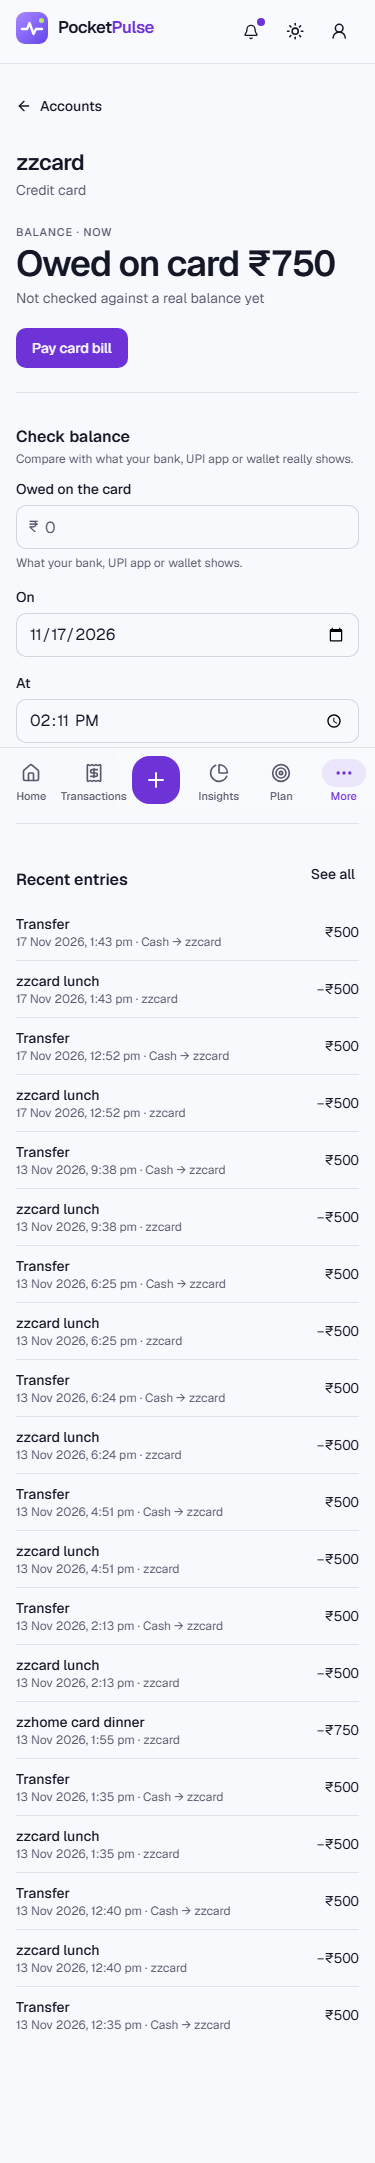 PocketPulse
Accounts
zzcard
Credit card
BALANCE · NOW
Owed on card ₹750
Not checked against a real balance yet
Pay card bill
Check balance
Compare with what your bank, UPI app or wallet really shows.
Owed on the card
₹ 0
What your bank, UPI app or wallet shows.
On
11/17/2026
At
02:11 PM
Home Transactions Insights Plan More
Recent entries See all
Transfer
17 Nov 2026, 1:43 pm · Cash → zzcard ₹500
zzcard lunch
17 Nov 2026, 1:43 pm · zzcard −₹500
Transfer
17 Nov 2026, 12:52 pm · Cash → zzcard ₹500
zzcard lunch
17 Nov 2026, 12:52 pm · zzcard −₹500
Transfer
13 Nov 2026, 9:38 pm · Cash → zzcard ₹500
zzcard lunch
13 Nov 2026, 9:38 pm · zzcard −₹500
Transfer
13 Nov 2026, 6:25 pm · Cash → zzcard ₹500
zzcard lunch
13 Nov 2026, 6:25 pm · zzcard −₹500
Transfer
13 Nov 2026, 6:24 pm · Cash → zzcard ₹500
zzcard lunch
13 Nov 2026, 6:24 pm · zzcard −₹500
Transfer
13 Nov 2026, 4:51 pm · Cash → zzcard ₹500
zzcard lunch
13 Nov 2026, 4:51 pm · zzcard −₹500
Transfer
13 Nov 2026, 2:13 pm · Cash → zzcard ₹500
zzcard lunch
13 Nov 2026, 2:13 pm · zzcard −₹500
zzhome card dinner
13 Nov 2026, 1:55 pm · zzcard −₹750
Transfer
13 Nov 2026, 1:35 pm · Cash → zzcard ₹500
zzcard lunch
13 Nov 2026, 1:35 pm · zzcard −₹500
Transfer
13 Nov 2026, 12:40 pm · Cash → zzcard ₹500
zzcard lunch
13 Nov 2026, 12:40 pm · zzcard −₹500
Transfer
13 Nov 2026, 12:35 pm · Cash → zzcard ₹500